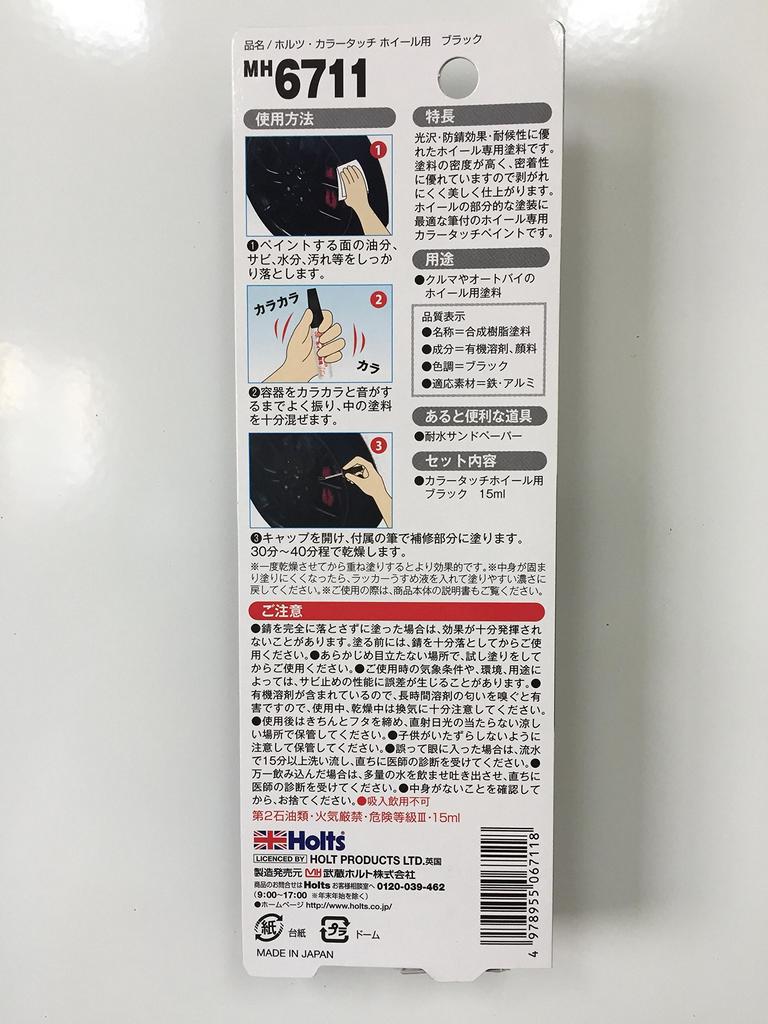 品名/ホルツ・カラータッチ ホイール用 ブラック
MH6711
使用方法
1
❶ペイントする面の油分、
サビ、水分、汚れ等をしっか
り落とします。
カラカラ
2
カラ
❷容器をカラカラと音がす
るまでよく振り、中の塗料
を十分混ぜます。
3
❸キャップを開け、付属の筆で補修部分に塗ります。
30分〜40分程で乾燥します。
※一度乾燥させてから重ね塗りするとより効果的です。※中身が固ま
り塗りにくくなったら、ラッカーうすめ液を入れて塗りやすい濃さに
戻してください。※ご使用の際は、商品本体の説明書もご覧ください。
特長
光沢・防錆効果・耐候性に優
れたホイール専用塗料です。
塗料の密度が高く、密着性
に優れていますので剥がれ
にくく美しく仕上がります。
ホイールの部分的な塗装に
最適な筆付のホイール専用
カラータッチペイントです。
用途
●クルマやオートバイの
ホイール用塗料
品質表示
●名称=合成樹脂塗料
●成分=有機溶剤、顔料
●色調=ブラック
●適応素材=鉄・アルミ
あると便利な道具
●耐水サンドペーパー
セット内容
●カラータッチホイール用
ブラック 15ml
ご注意
●錆を完全に落とさずに塗った場合は、効果が十分発揮され
ないことがあります。塗る前には、錆を十分落としてからご使
用ください。●あらかじめ目立たない場所で、試し塗りをして
からご使用ください。●ご使用時の気象条件や、環境、用途に
よっては、サビ止めの性能に誤差が生じることがあります。●
有機溶剤が含まれているので、長時間溶剤の匂いを嗅ぐと有
害ですので、使用中、乾燥中は換気に十分注意してください。
●使用後はきちんとフタを締め、直射日光の当たらない涼し
い場所で保管してください。●子供がいたずらしないように
注意して保管してください。●誤って眼に入った場合は、流水
で15分以上洗い流し、直ちに医師の診断を受けてください。●
万一飲み込んだ場合は、多量の水を飲ませ吐き出させ、直ちに
医師の診断を受けてください。●中身がないことを確認して
から、お捨てください。●吸入飲用不可
第2石油類・火気厳禁・危険等級Ⅲ・15ml
Holts
LICENCED BY HOLT PRODUCTS LTD.英国
製造発売元 MH 武蔵ホルト株式会社
商品のお問合せはHoltsお客様相談室へ 0120-039-462
(9:00〜17:00 ※年末年始を除く)
●ホームページ http://www.holts.co.jp/
紙 台紙 プラ ドーム
MADE IN JAPAN
4 978955 067118